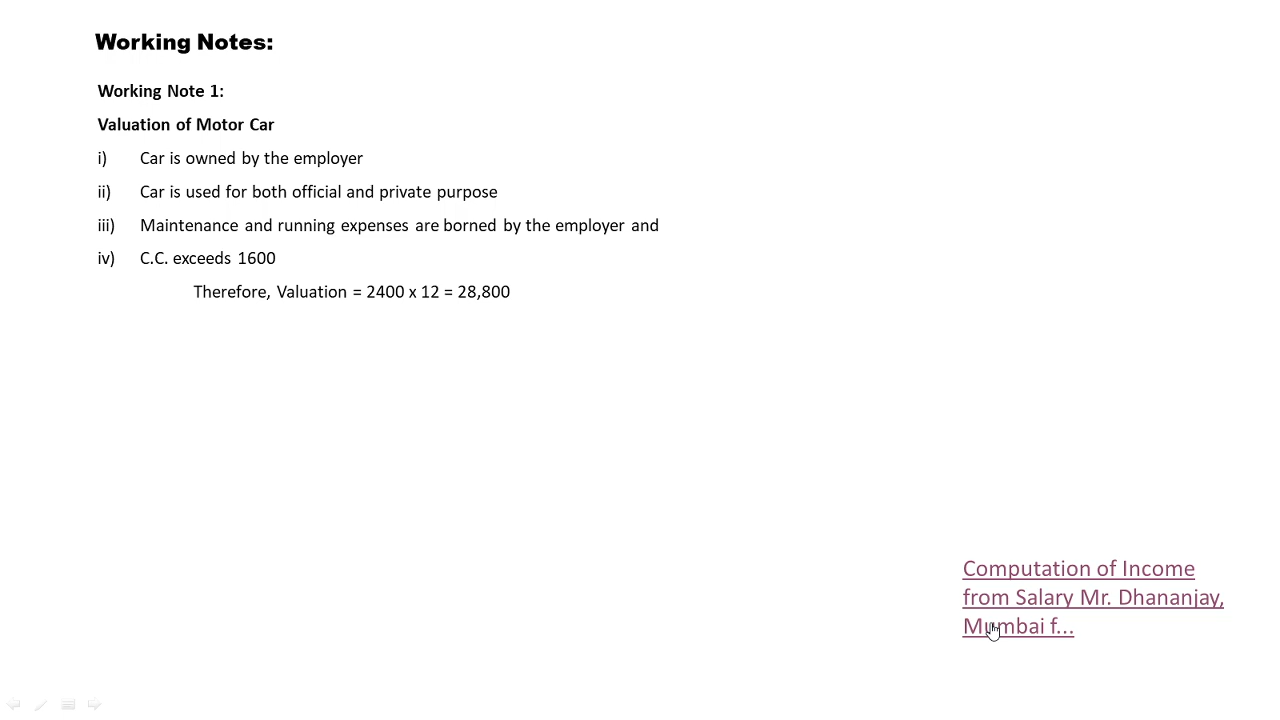 Working Notes:
Working Note 1:
Valuation of Motor Car
i) Car is owned by the employer
ii) Car is used for both official and private purpose
iii) Maintenance and running expenses are borned by the employer and
iv) C.C. exceeds 1600
Therefore, Valuation = 2400 x 12 = 28,800
Computation of Income
from Salary Mr. Dhananjay,
Mumbai f...